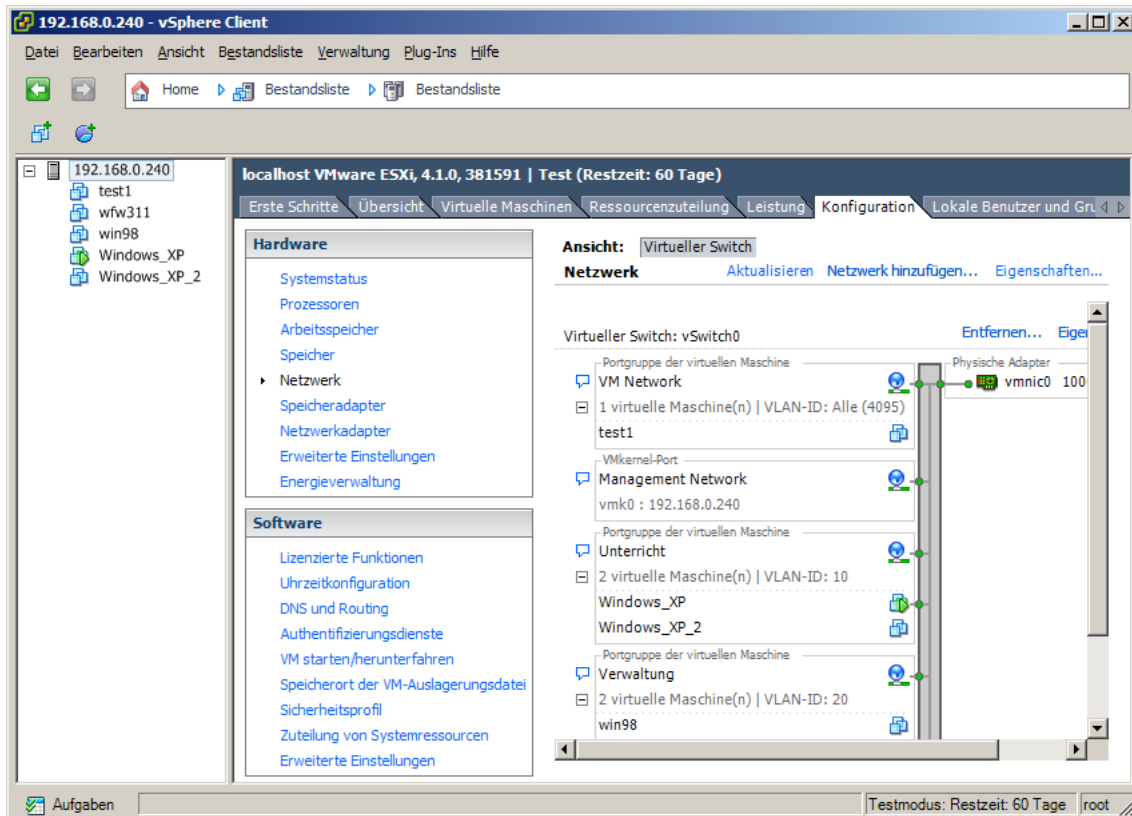 192.168.0.240 - vSphere Client
Datei Bearbeiten Ansicht Bestandsliste Verwaltung Plug-Ins Hilfe
Home Bestandsliste Bestandsliste
192.168.0.240
test1
wfw311
win98
Windows_XP
Windows_XP_2
localhost VMware ESXi, 4.1.0, 381591 | Test (Restzeit: 60 Tage)
Erste Schritte Übersicht Virtuelle Maschinen Ressourcenzuteilung Leistung Konfiguration Lokale Benutzer und Gru
Hardware
Systemstatus
Prozessoren
Arbeitsspeicher
Speicher
Netzwerk
Speicheradapter
Netzwerkadapter
Erweiterte Einstellungen
Energieverwaltung
Software
Lizenzierte Funktionen
Uhrzeitkonfiguration
DNS und Routing
Authentifizierungsdienste
VM starten/herunterfahren
Speicherort der VM-Auslagerungsdatei
Sicherheitsprofil
Zuteilung von Systemressourcen
Erweiterte Einstellungen
Ansicht: Virtueller Switch
Netzwerk Aktualisieren Netzwerk hinzufügen... Eigenschaften...
Virtueller Switch: vSwitch0 Entfernen... Eiger
Portgruppe der virtuellen Maschine
VM Network
1 virtuelle Maschine(n) | VLAN-ID: Alle (4095)
test1
Physische Adapter
vmnic0 100
VMkernel-Port
Management Network
vmk0 : 192.168.0.240
Portgruppe der virtuellen Maschine
Unterricht
2 virtuelle Maschine(n) | VLAN-ID: 10
Windows_XP
Windows_XP_2
Portgruppe der virtuellen Maschine
Verwaltung
2 virtuelle Maschine(n) | VLAN-ID: 20
win98
Aufgaben Testmodus: Restzeit: 60 Tage root